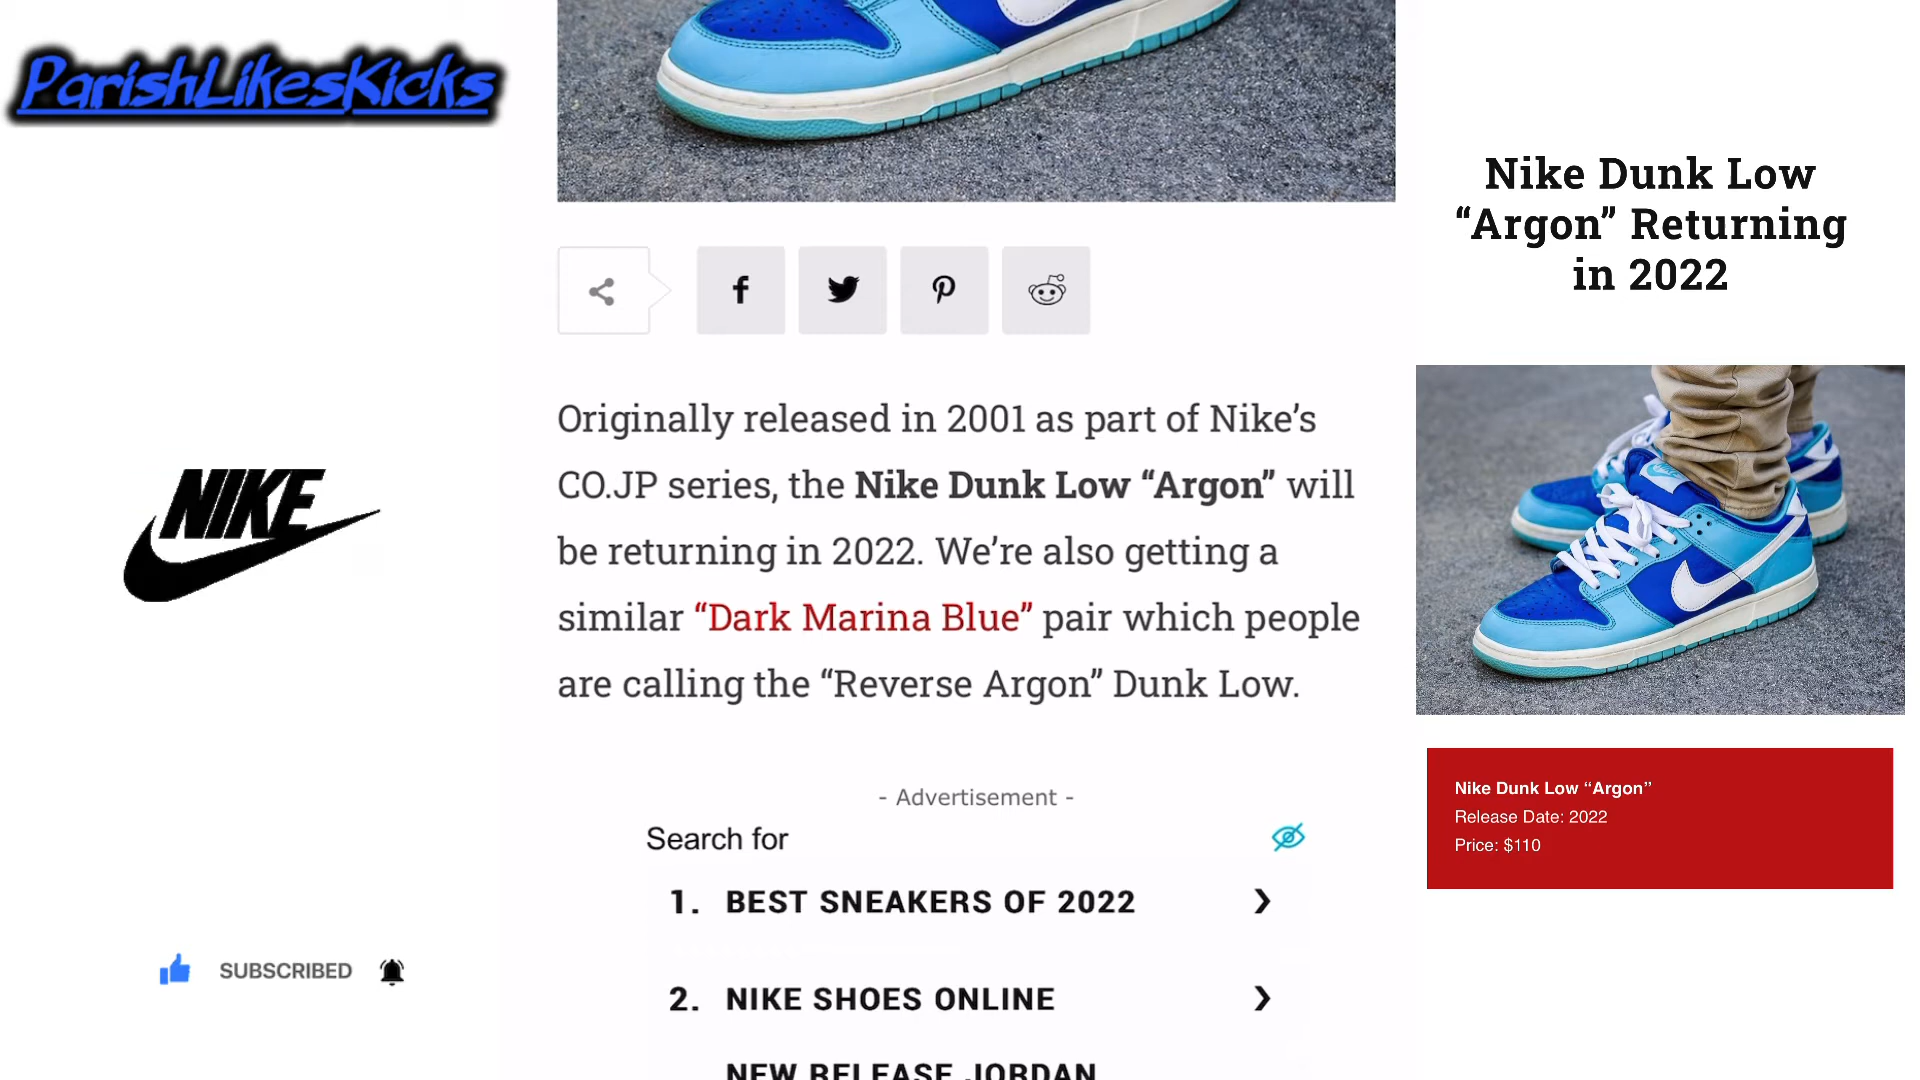 ParishLikesKicks
NIKE
SUBSCRIBED
Originally released in 2001 as part of Nike’s
CO.JP series, the Nike Dunk Low “Argon” will
be returning in 2022. We’re also getting a
similar “Dark Marina Blue” pair which people
are calling the “Reverse Argon” Dunk Low.
- Advertisement -
Search for
1. BEST SNEAKERS OF 2022
2. NIKE SHOES ONLINE
NEW RELEASE JORDAN
Nike Dunk Low
“Argon” Returning
in 2022
Nike Dunk Low “Argon”
Release Date: 2022
Price: $110